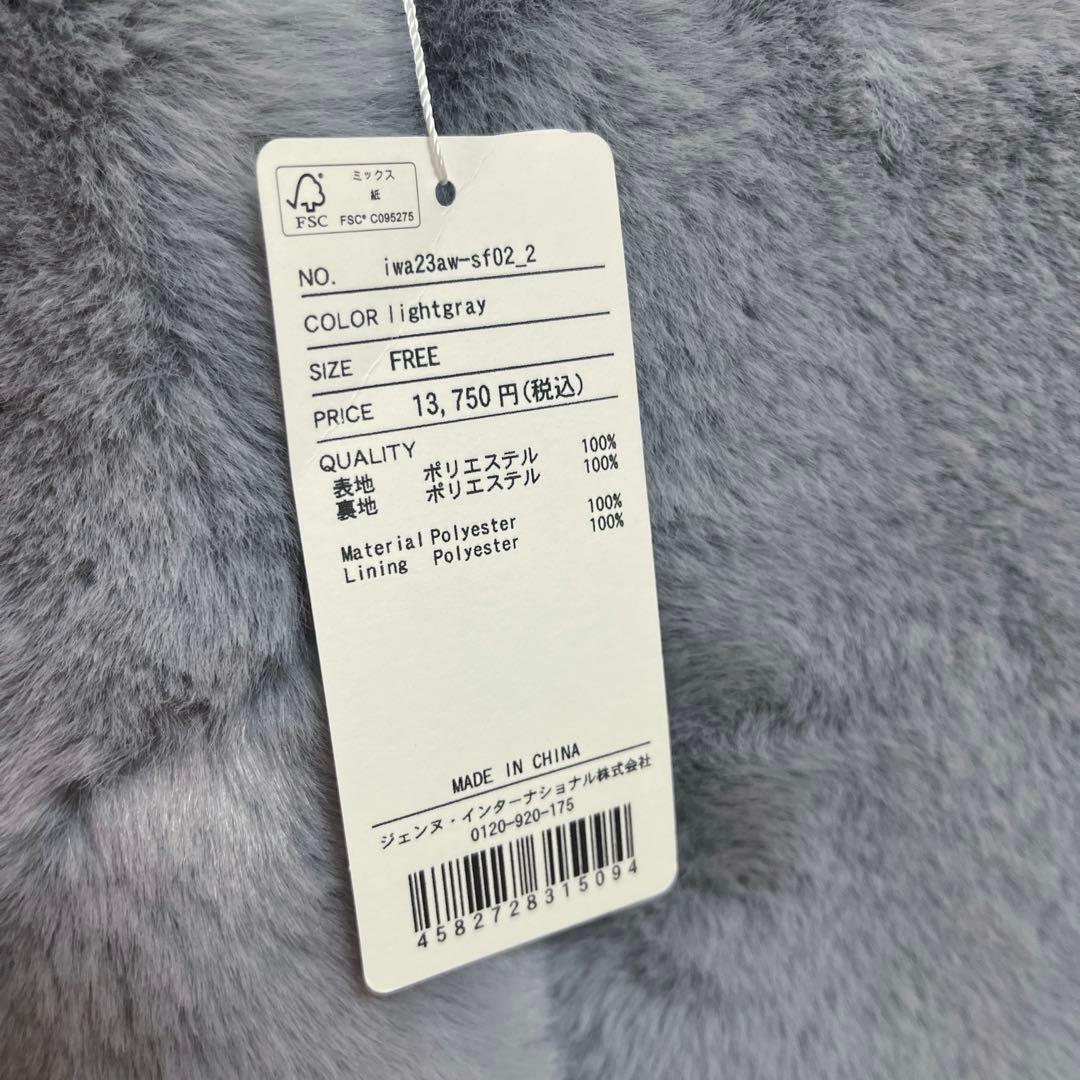 ミックス
紙
FSC® C095275
FSC
NO. iwa23aw-sf02_2
COLOR lightgray
SIZE FREE
PRICE 13,750円(税込)
QUALITY
表地 ポリエステル 100%
裏地 ポリエステル 100%
Material Polyester 100%
Lining Polyester 100%
MADE IN CHINA
ジェンヌ・インターナショナル株式会社
0120-920-175
4582728315094